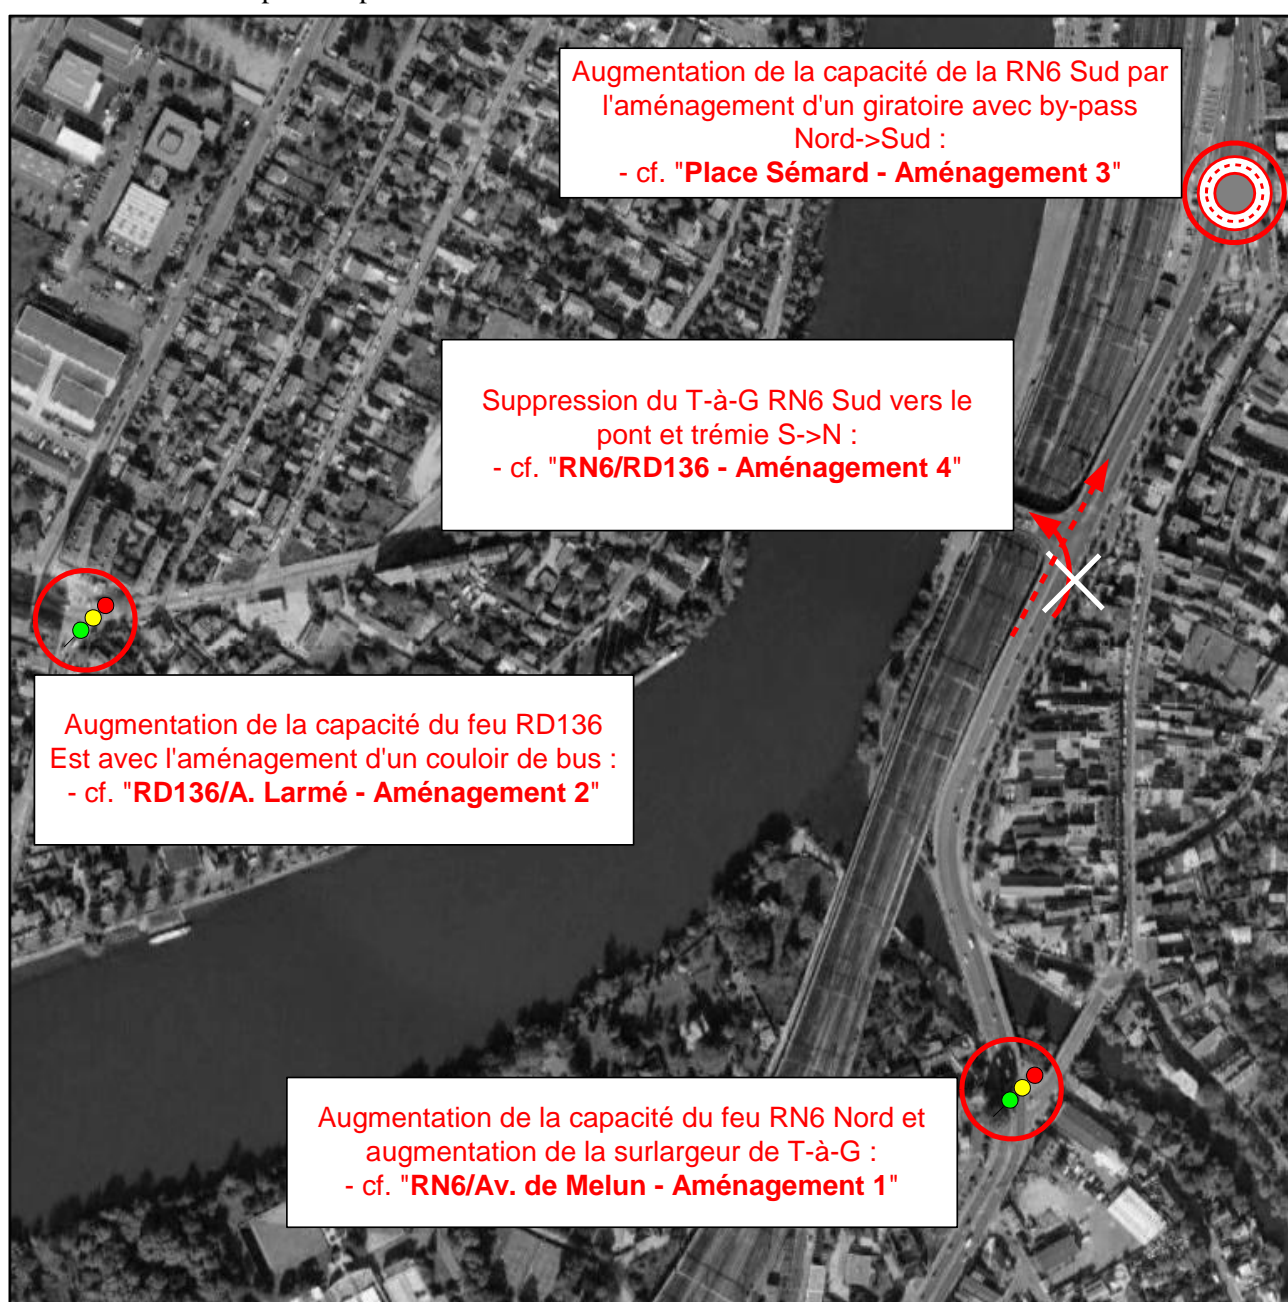 Augmentation de la capacité de la RN6 Sud par
l'aménagement d'un giratoire avec by-pass
Nord->Sud :
- cf. "Place Sémard - Aménagement 3"
Suppression du T-à-G RN6 Sud vers le
pont et trémie S->N :
- cf. "RN6/RD136 - Aménagement 4"
Augmentation de la capacité du feu RD136
Est avec l'aménagement d'un couloir de bus :
- cf. "RD136/A. Larmé - Aménagement 2"
Augmentation de la capacité du feu RN6 Nord et
augmentation de la surlargeur de T-à-G :
- cf. "RN6/Av. de Melun - Aménagement 1"